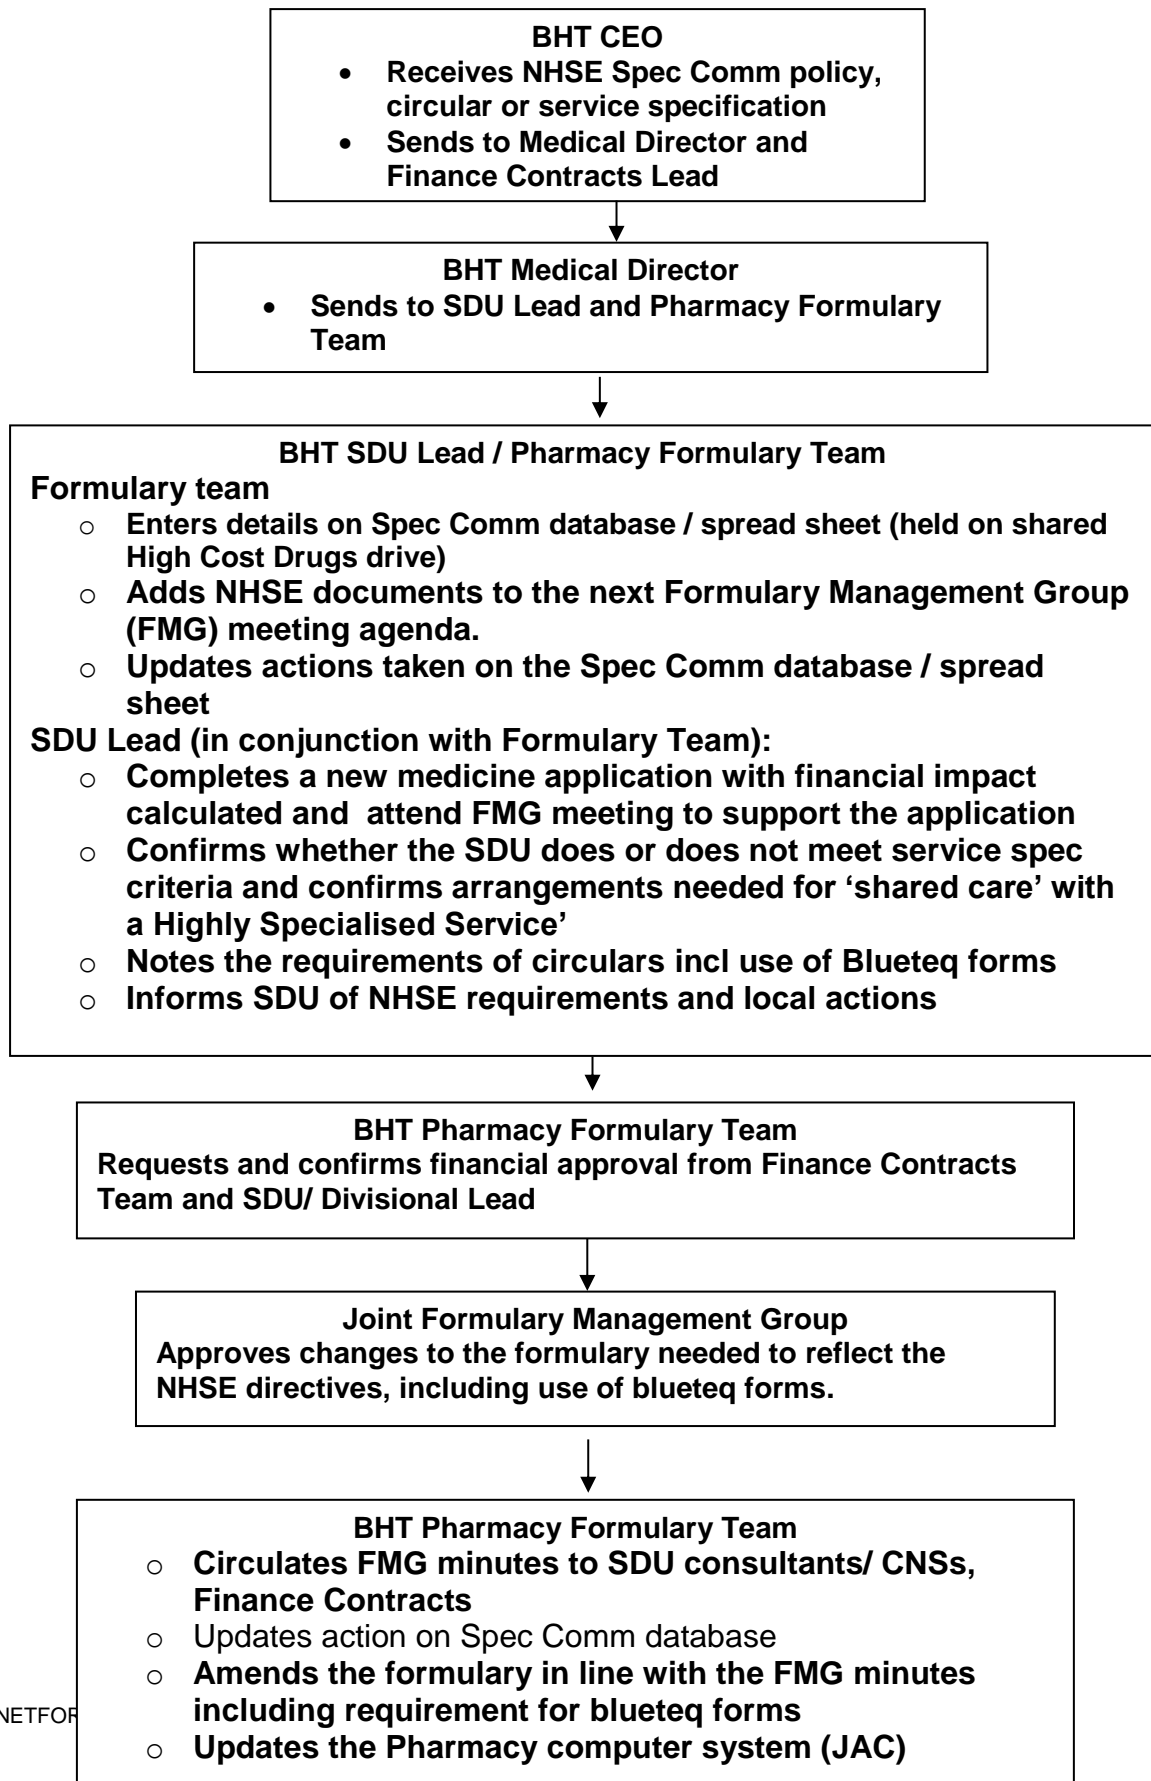 BHT CEO
• Receives NHSE Spec Comm policy,
circular or service specification
• Sends to Medical Director and
Finance Contracts Lead
BHT Medical Director
• Sends to SDU Lead and Pharmacy Formulary
Team
BHT SDU Lead / Pharmacy Formulary Team
Formulary team
o Enters details on Spec Comm database / spread sheet (held on shared
High Cost Drugs drive)
o Adds NHSE documents to the next Formulary Management Group
(FMG) meeting agenda.
o Updates actions taken on the Spec Comm database / spread
sheet
SDU Lead (in conjunction with Formulary Team):
o Completes a new medicine application with financial impact
calculated and  attend FMG meeting to support the application
o Confirms whether the SDU does or does not meet service spec
criteria and confirms arrangements needed for ‘shared care’ with
a Highly Specialised Service’
o Notes the requirements of circulars incl use of Blueteq forms
o Informs SDU of NHSE requirements and local actions
BHT Pharmacy Formulary Team
Requests and confirms financial approval from Finance Contracts
Team and SDU/ Divisional Lead
Joint Formulary Management Group
Approves changes to the formulary needed to reflect the
NHSE directives, including use of blueteq forms.
BHT Pharmacy Formulary Team
o Circulates FMG minutes to SDU consultants/ CNSs,
Finance Contracts
o Updates action on Spec Comm database
o Amends the formulary in line with the FMG minutes
including requirement for blueteq forms
o Updates the Pharmacy computer system (JAC)